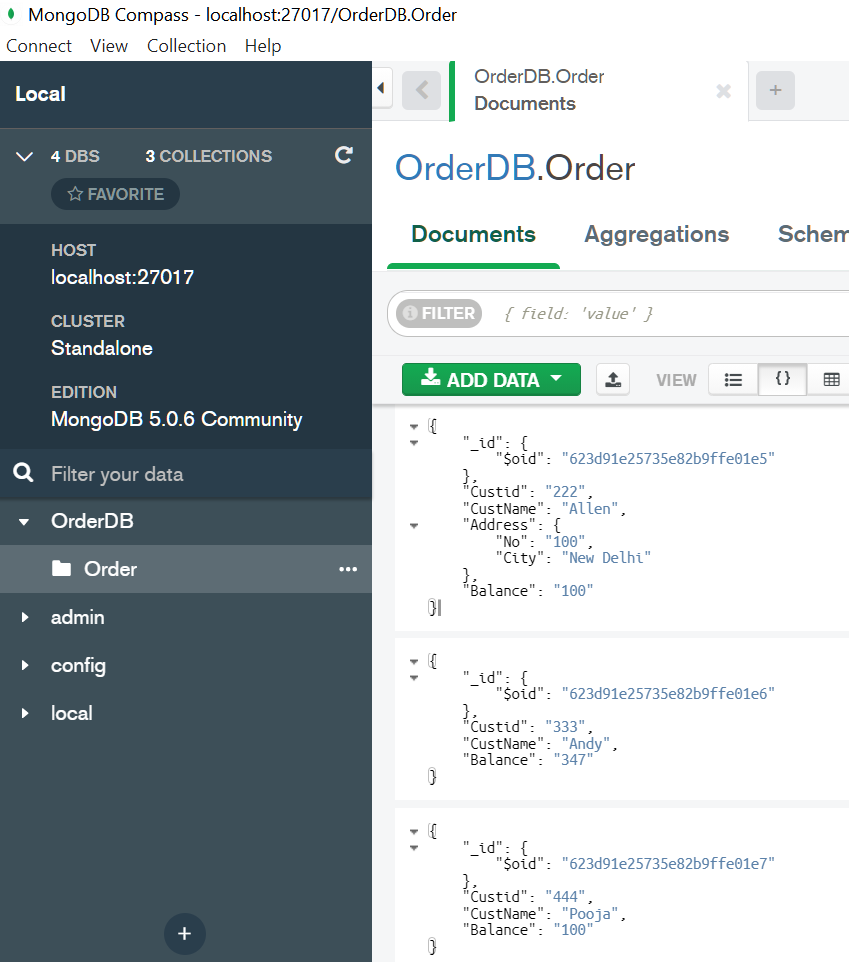 MongoDB Compass - localhost:27017/OrderDB.Order
Connect View Collection Help
Local
4 DBS 3 COLLECTIONS
FAVORITE
HOST
localhost:27017
CLUSTER
Standalone
EDITION
MongoDB 5.0.6 Community
Filter your data
OrderDB
Order
admin
config
local
OrderDB.Order
Documents
OrderDB.Order
Documents Aggregations Schem
FILTER { field: 'value' }
ADD DATA VIEW
{
"_id": {
"$oid": "623d91e25735e82b9ffe01e5"
},
"Custid": "222",
"CustName": "Allen",
"Address": {
"No": "100",
"City": "New Delhi"
},
"Balance": "100"
}
{
"_id": {
"$oid": "623d91e25735e82b9ffe01e6"
},
"Custid": "333",
"CustName": "Andy",
"Balance": "347"
}
{
"_id": {
"$oid": "623d91e25735e82b9ffe01e7"
},
"Custid": "444",
"CustName": "Pooja",
"Balance": "100"
}